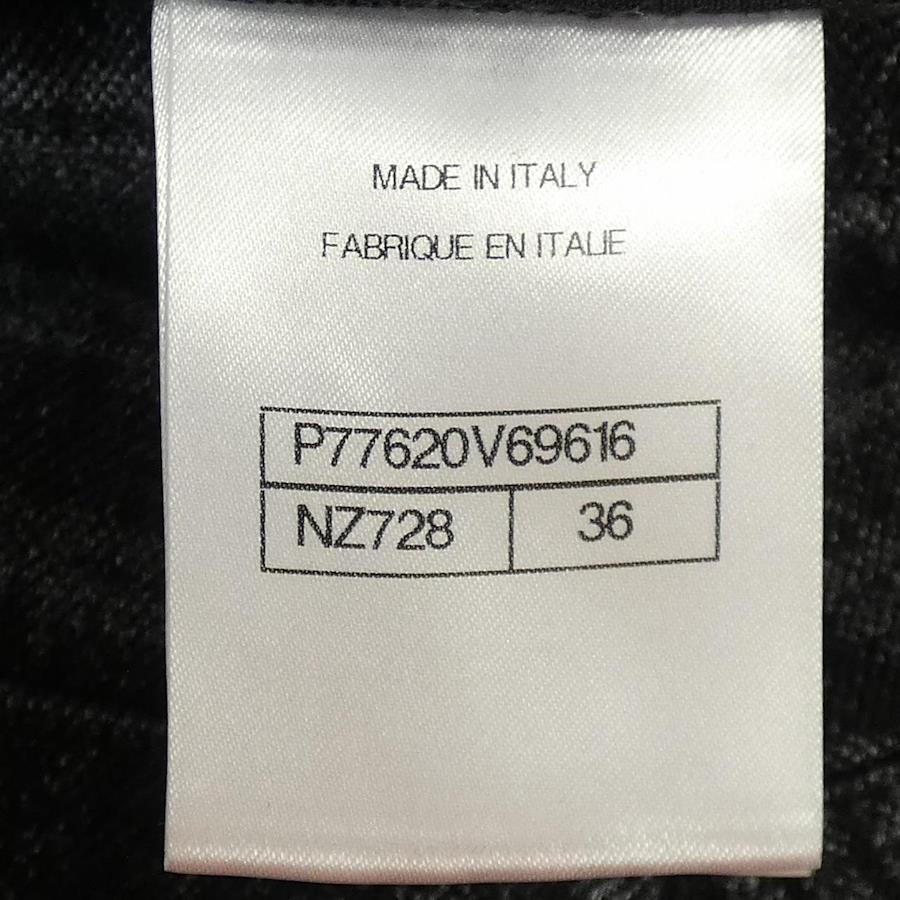 MADE IN ITALY
FABRIQUE EN ITALIE
P77620V69616
NZ728 36